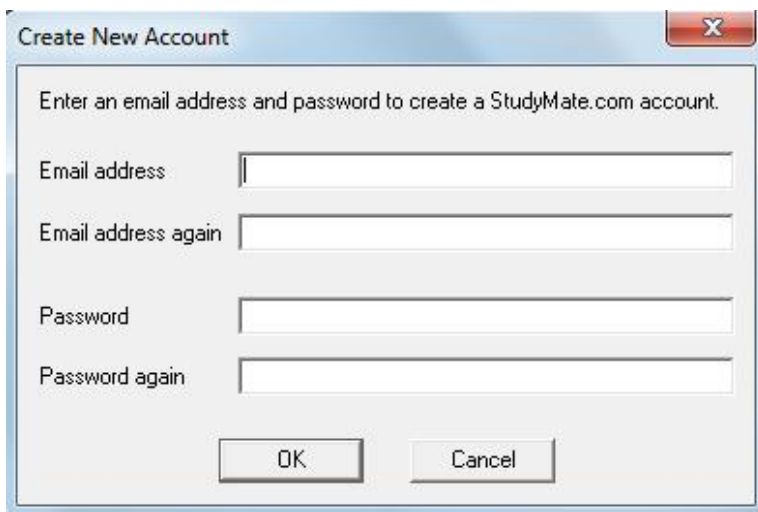 Create New Account
Enter an email address and password to create a StudyMate.com account.
Email address
Email address again
Password
Password again
OK
Cancel